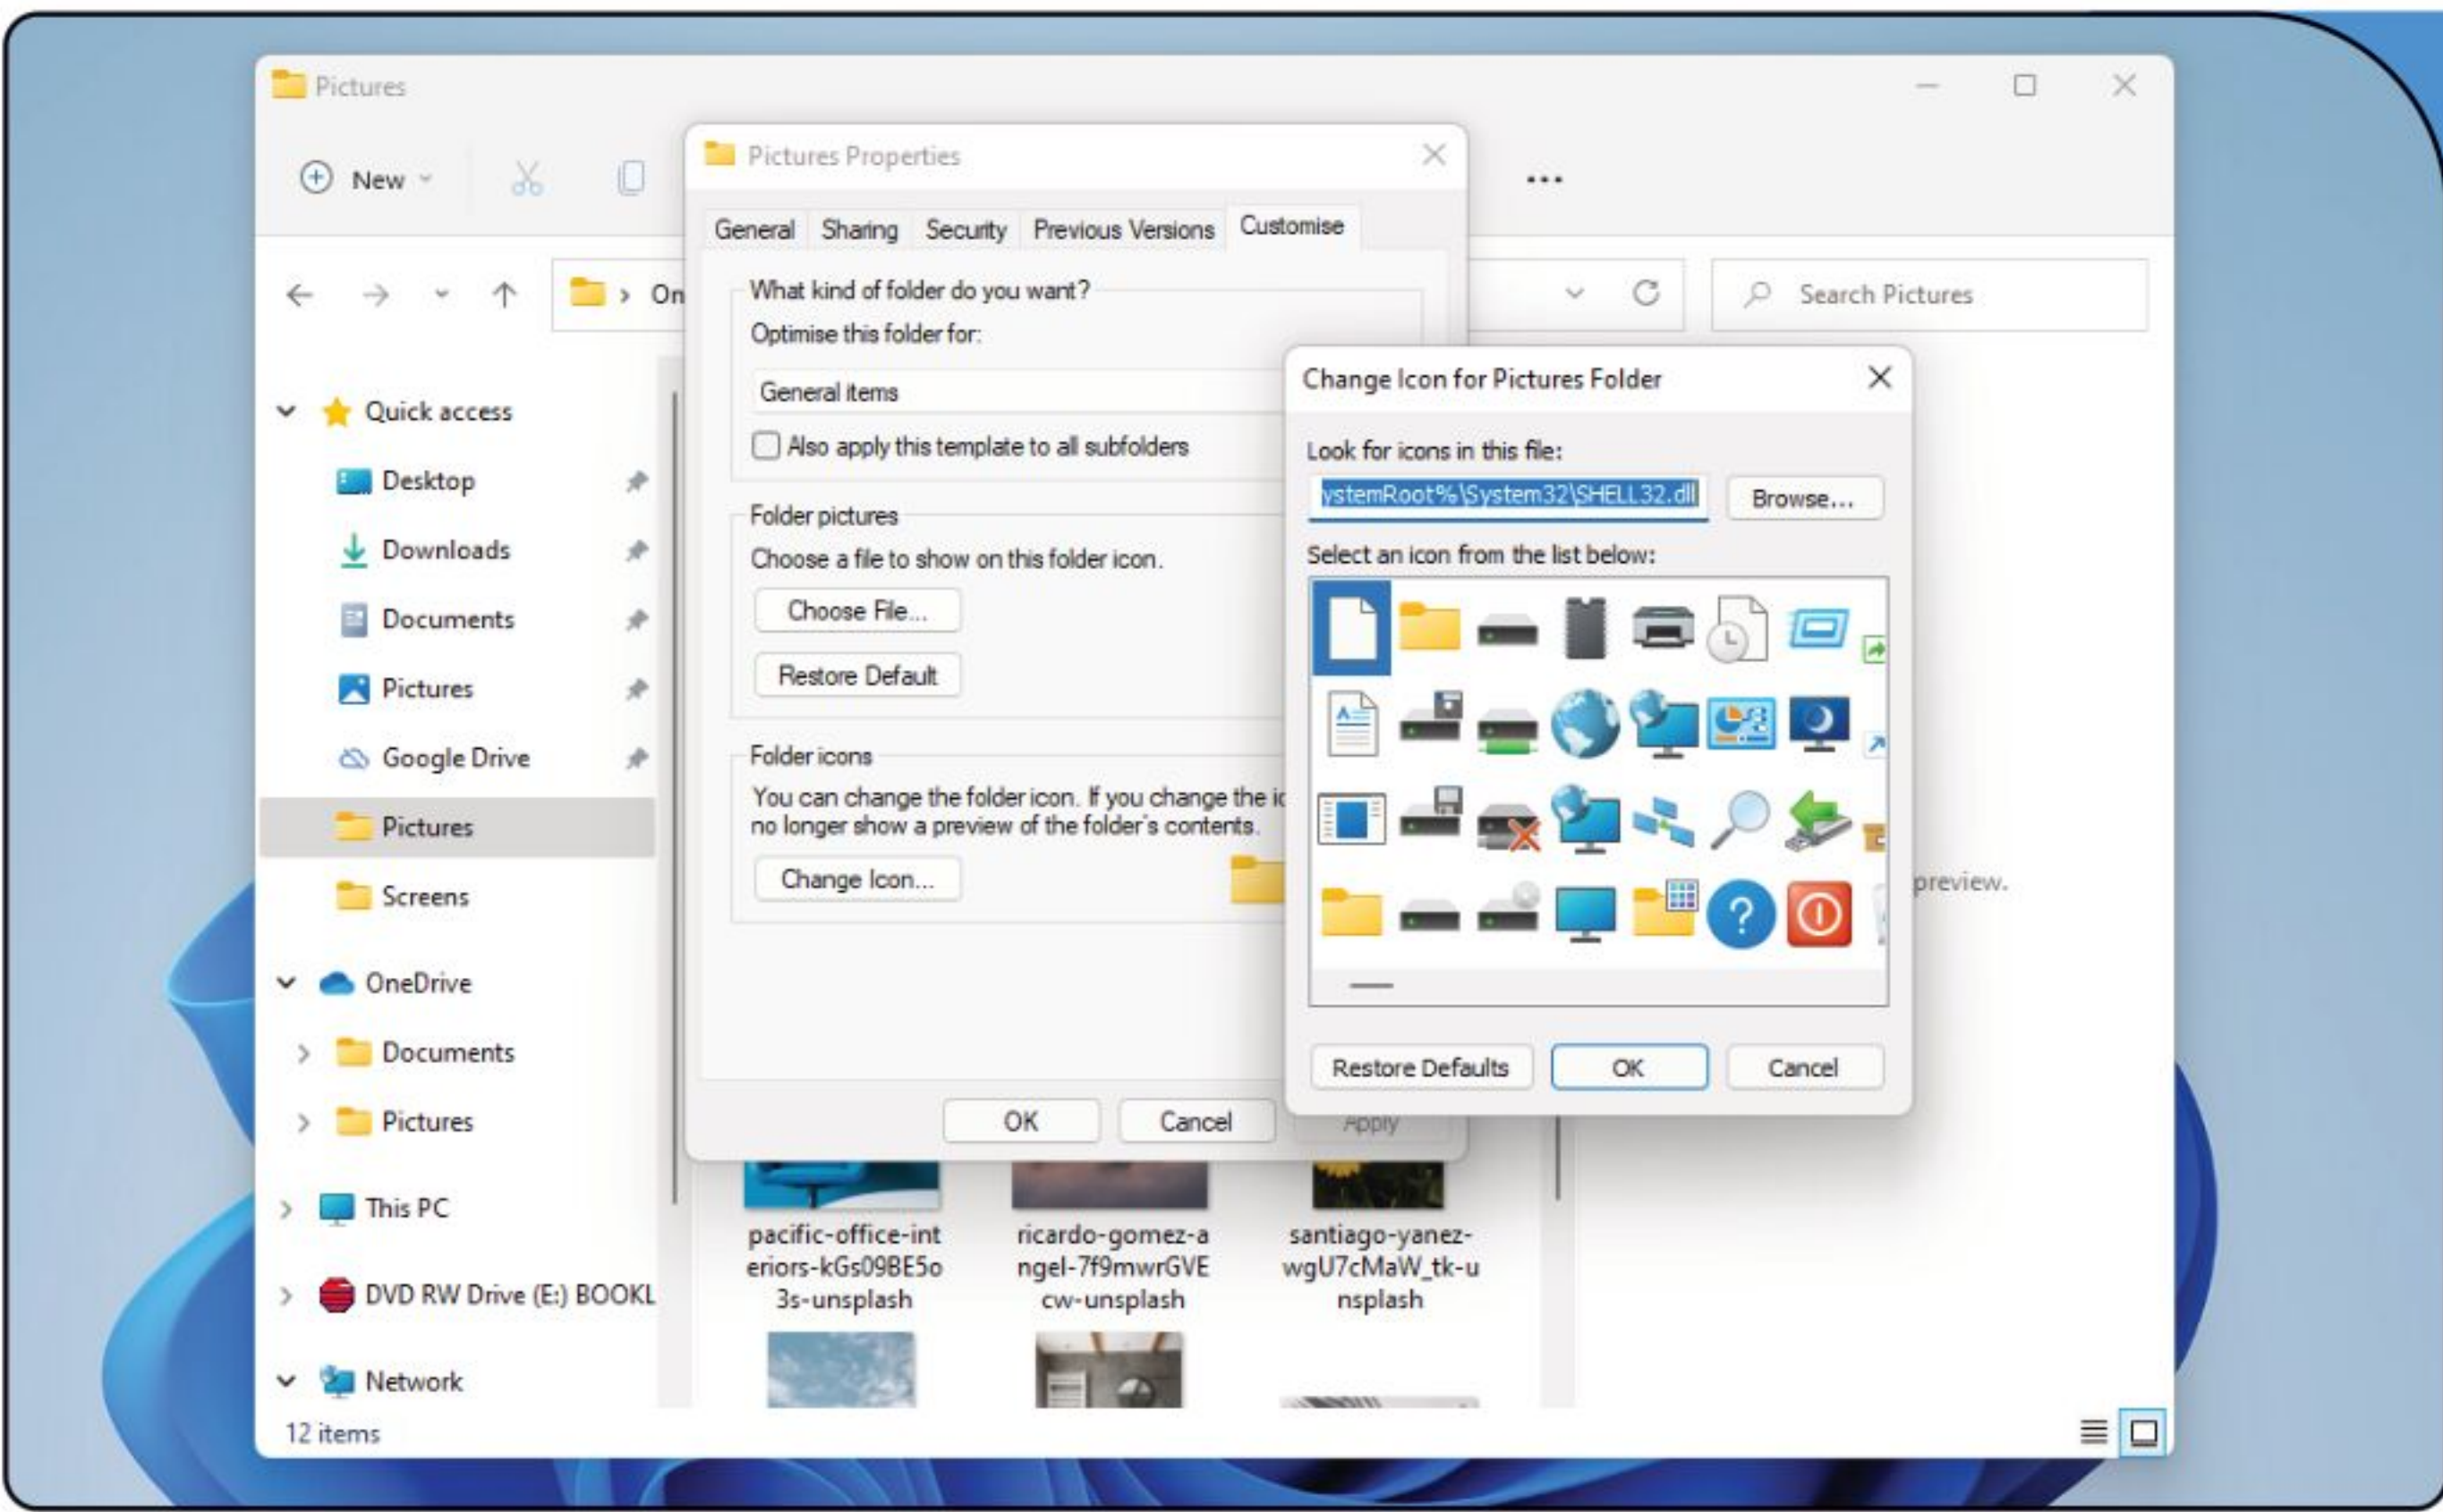 Pictures
New
Pictures Properties
General
Sharing
Security
Previous Versions
Customise
On
Search Pictures
Quick access
Desktop
Downloads
Documents
Pictures
Google Drive
Pictures
Screens
OneDrive
Documents
Pictures
This PC
DVD RW Drive (E:) BOOKL
Network
12 items
What kind of folder do you want?
Optimise this folder for:
General items
Also apply this template to all subfolders
Folder pictures
Choose a file to show on this folder icon.
Choose File...
Restore Default
Folder icons
You can change the folder icon. If you change the ic
no longer show a preview of the folder's contents.
Change Icon...
OK
Cancel
Apply
Change Icon for Pictures Folder
Look for icons in this file:
ystemRoot%\System32\SHELL32.dll
Browse...
Select an icon from the list below:
Restore Defaults
OK
Cancel
preview.
pacific-office-int
eriors-kGs09BE5o
3s-unsplash
ricardo-gomez-a
ngel-7f9mwrGVE
cw-unsplash
santiago-yanez-
wgU7cMaW_tk-u
nsplash